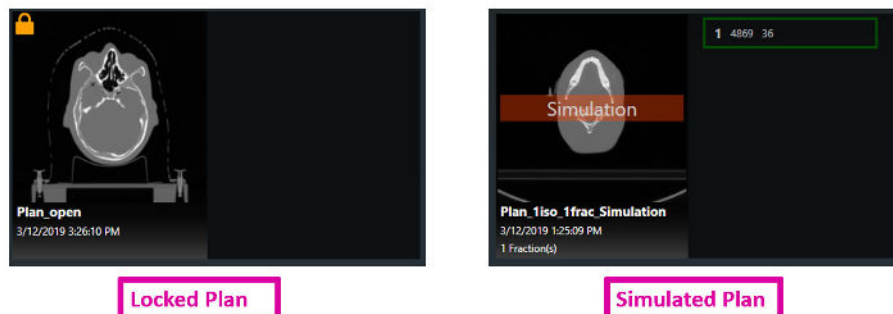 Plan_open
3/12/2019 3:26:10 PM
Locked Plan
1 4869 36
Simulation
Plan_1iso_1frac_Simulation
3/12/2019 1:25:09 PM
1 Fraction(s)
Simulated Plan